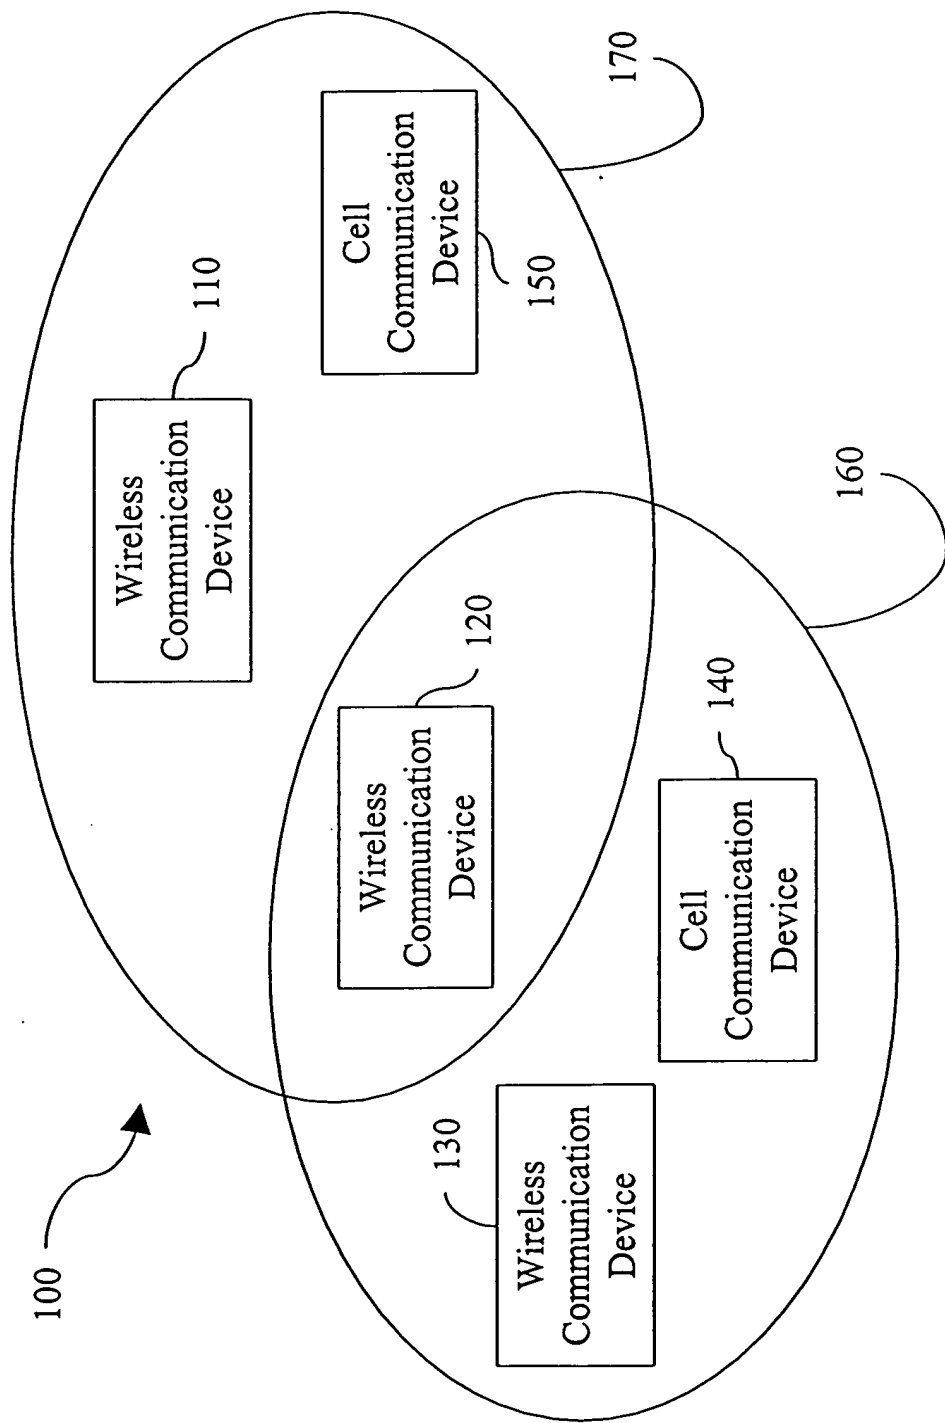 100
Wireless
Communication
Device
110
Cell
Communication
Device
150
170
Wireless
Communication
Device
120
Wireless
Communication
Device
130
Cell
Communication
Device
140
160